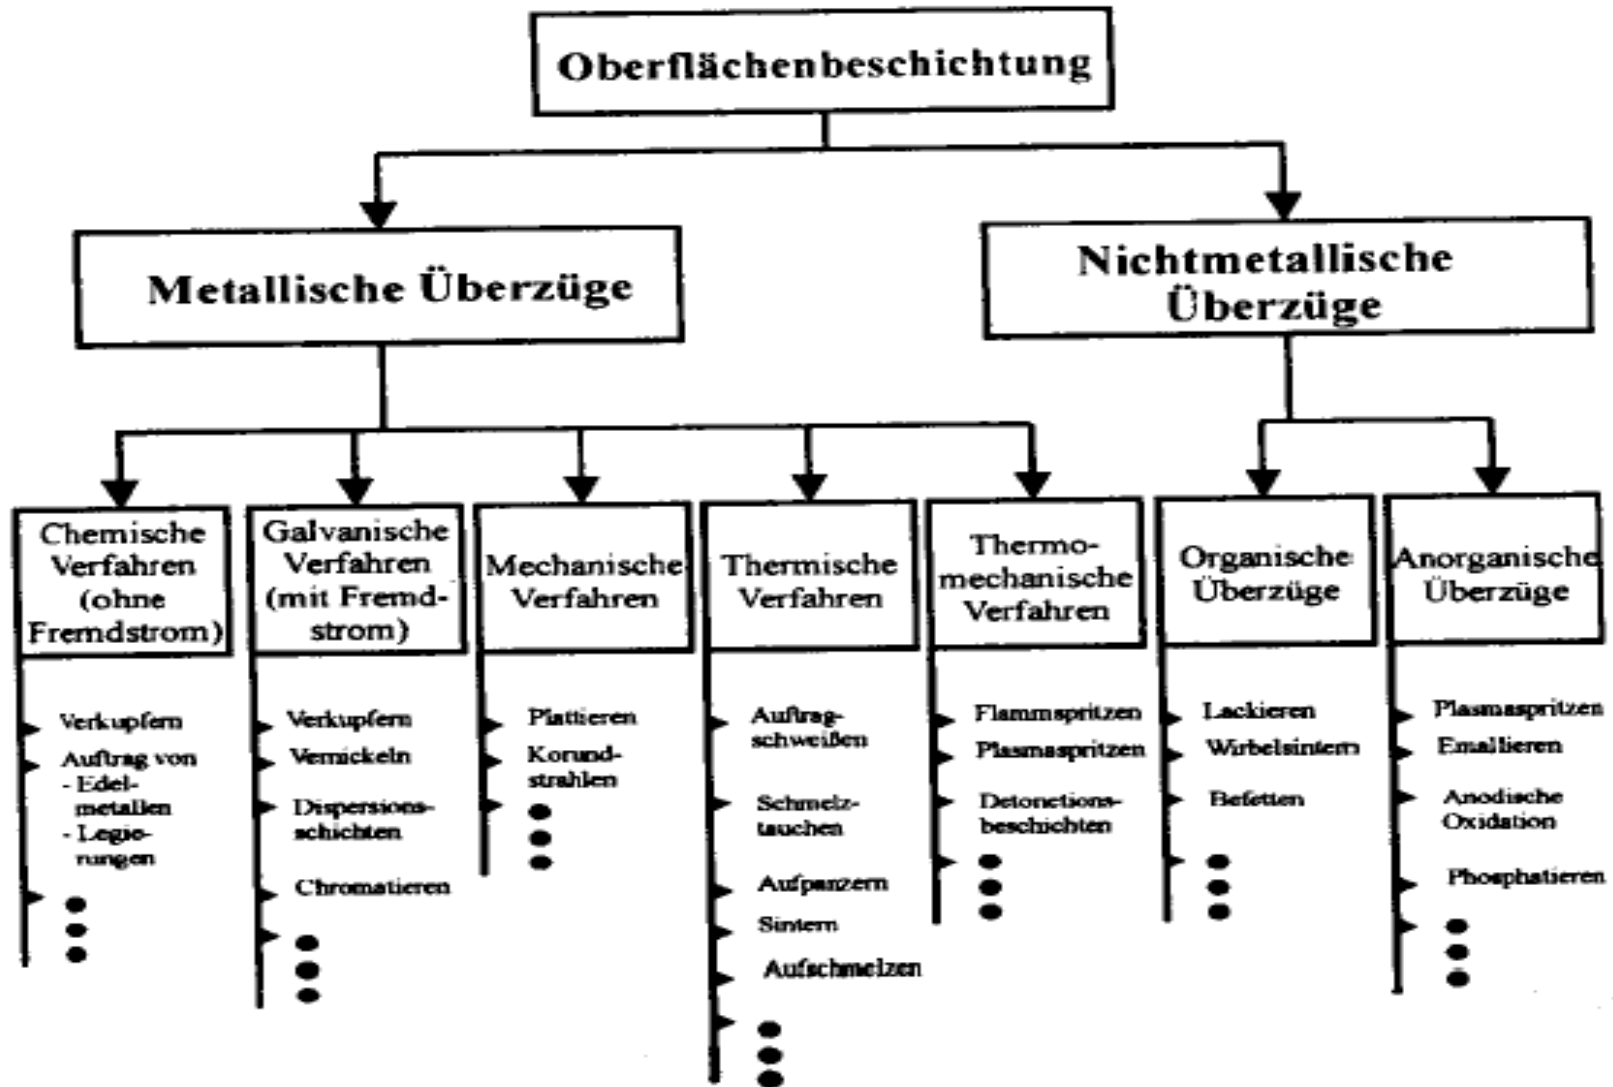 Oberflächenbeschichtung
Metallische Überzüge
Nichtmetallische
Überzüge
Chemische
Verfahren
(ohne
Fremdstrom)
Verkupfern
Auftrag von
- Edel-
metallen
- Legie-
rungen
Galvanische
Verfahren
(mit Fremd-
strom)
Verkupfern
Vernickeln
Dispersions-
schichten
Chromatieren
Mechanische
Verfahren
Plattieren
Korund-
strahlen
Thermische
Verfahren
Auftrag-
schweißen
Schmelz-
tauchen
Aufpanzern
Sintern
Aufschmelzen
Thermo-
mechanische
Verfahren
Flammspritzen
Plasmaspritzen
Detonetions-
beschichten
Organische
Überzüge
Lackieren
Wirbelsintern
Befetten
Anorganische
Überzüge
Plasmaspritzen
Emallieren
Anodische
Oxidation
Phosphatieren